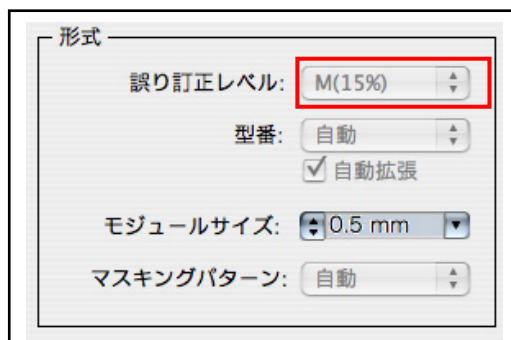 形式
誤り訂正レベル: M(15%)
型番: 自動
自動拡張
モジュールサイズ: 0.5 mm
マスキングパターン: 自動